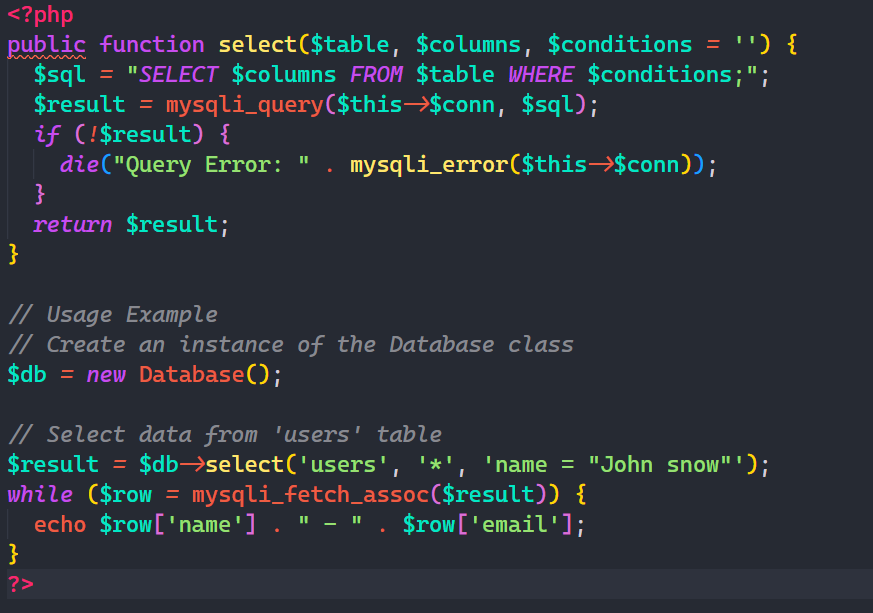 <?php
public function select($table, $columns, $conditions = '') {
  $sql = "SELECT $columns FROM $table WHERE $conditions;";
  $result = mysqli_query($this->$conn, $sql);
  if (!$result) {
    die("Query Error: " . mysqli_error($this->$conn));
  }
  return $result;
}

// Usage Example
// Create an instance of the Database class
$db = new Database();

// Select data from 'users' table
$result = $db->select('users', '*', 'name = "John snow"');
while ($row = mysqli_fetch_assoc($result)) {
  echo $row['name'] . " - " . $row['email'];
}
?>